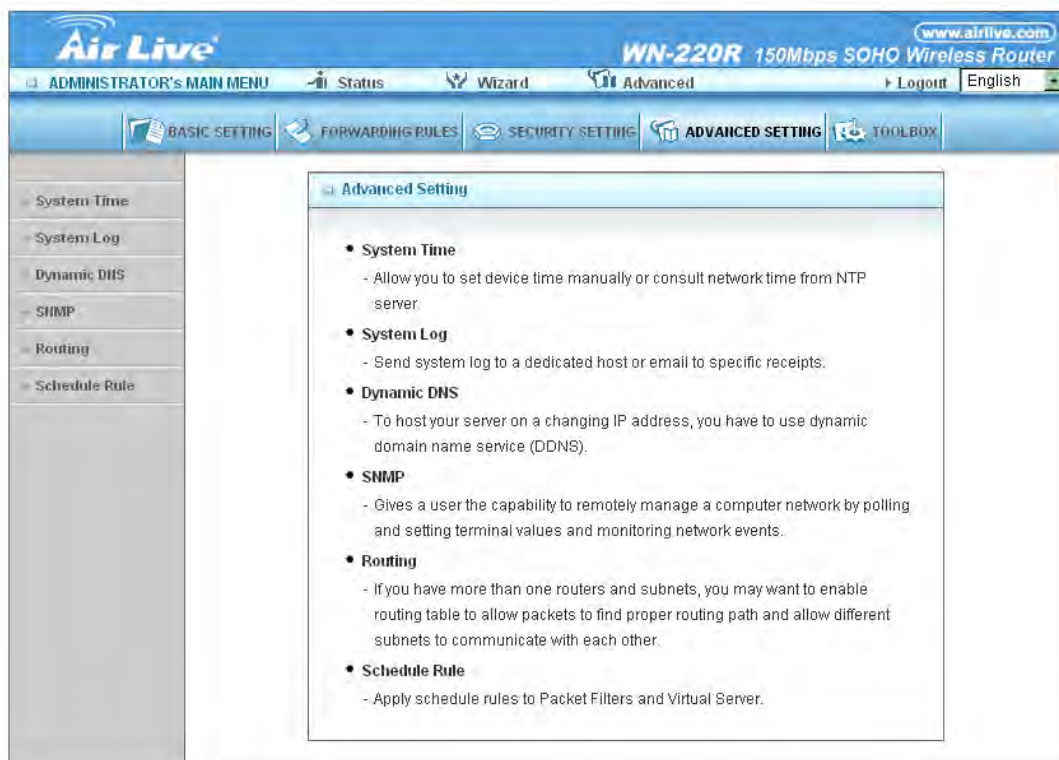 Air Live
www.airlive.com
WN-220R 150Mbps SOHO Wireless Router
ADMINISTRATOR's MAIN MENU Status Wizard Advanced Logout English
BASIC SETTING FORWARDING RULES SECURITY SETTING ADVANCED SETTING TOOLBOX
System Time
System Log
Dynamic DNS
SNMP
Routing
Schedule Rule
Advanced Setting
• System Time
- Allow you to set device time manually or consult network time from NTP
server.
• System Log
- Send system log to a dedicated host or email to specific receipts.
• Dynamic DNS
- To host your server on a changing IP address, you have to use dynamic
domain name service (DDNS).
• SNMP
- Gives a user the capability to remotely manage a computer network by polling
and setting terminal values and monitoring network events.
• Routing
- If you have more than one routers and subnets, you may want to enable
routing table to allow packets to find proper routing path and allow different
subnets to communicate with each other.
• Schedule Rule
- Apply schedule rules to Packet Filters and Virtual Server.